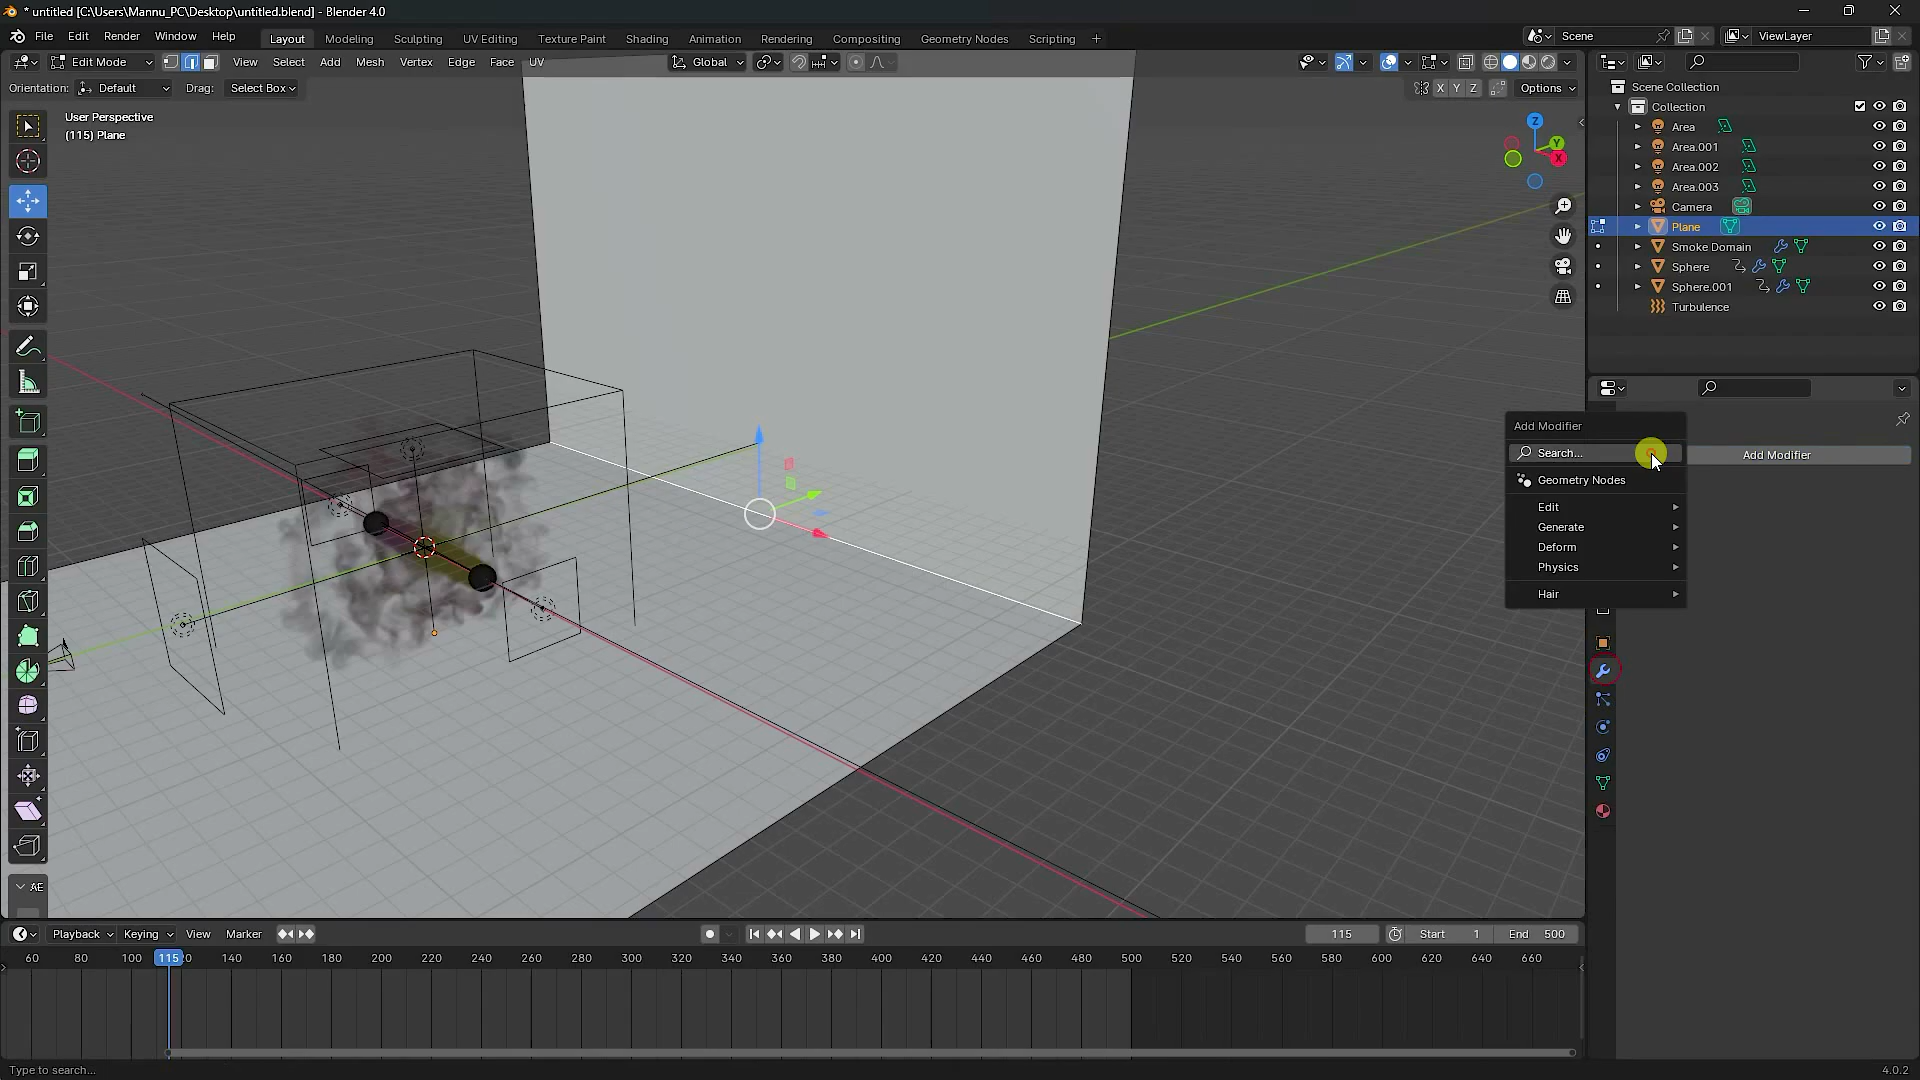 * untitled [C:\Users\Mannu_PC\Desktop\untitled.blend] - Blender 4.0
File Edit Render Window Help
Layout Modeling Sculpting UV Editing Texture Paint Shading Animation Rendering Compositing Geometry Nodes Scripting +
Scene
ViewLayer
Edit Mode
View Select Add Mesh Vertex Edge Face UV
Global
Orientation: Default Drag: Select Box
X Y Z Options
User Perspective
(115) Plane
Z
Y
X
Scene Collection
Collection
Area
Area.001
Area.002
Area.003
Camera
Plane
Smoke Domain
Sphere
Sphere.001
Turbulence
Add Modifier
Search...
Geometry Nodes
Edit
Generate
Deform
Physics
Hair
Add Modifier
AE
Playback Keying View Marker
115 Start 1 End 500
60 80 100 115 140 160 180 200 220 240 260 280 300 320 340 360 380 400 420 440 460 480 500 520 540 560 580 600 620 640 660
Type to search...
4.0.2